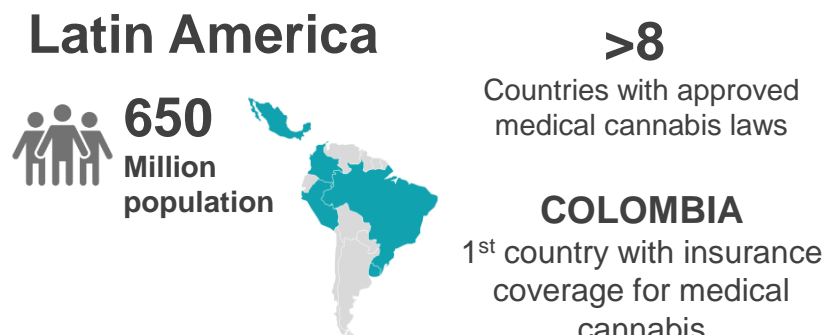 Latin America
650
Million
population
>8
Countries with approved
medical cannabis laws
COLOMBIA
1st country with insurance
coverage for medical
cannabis